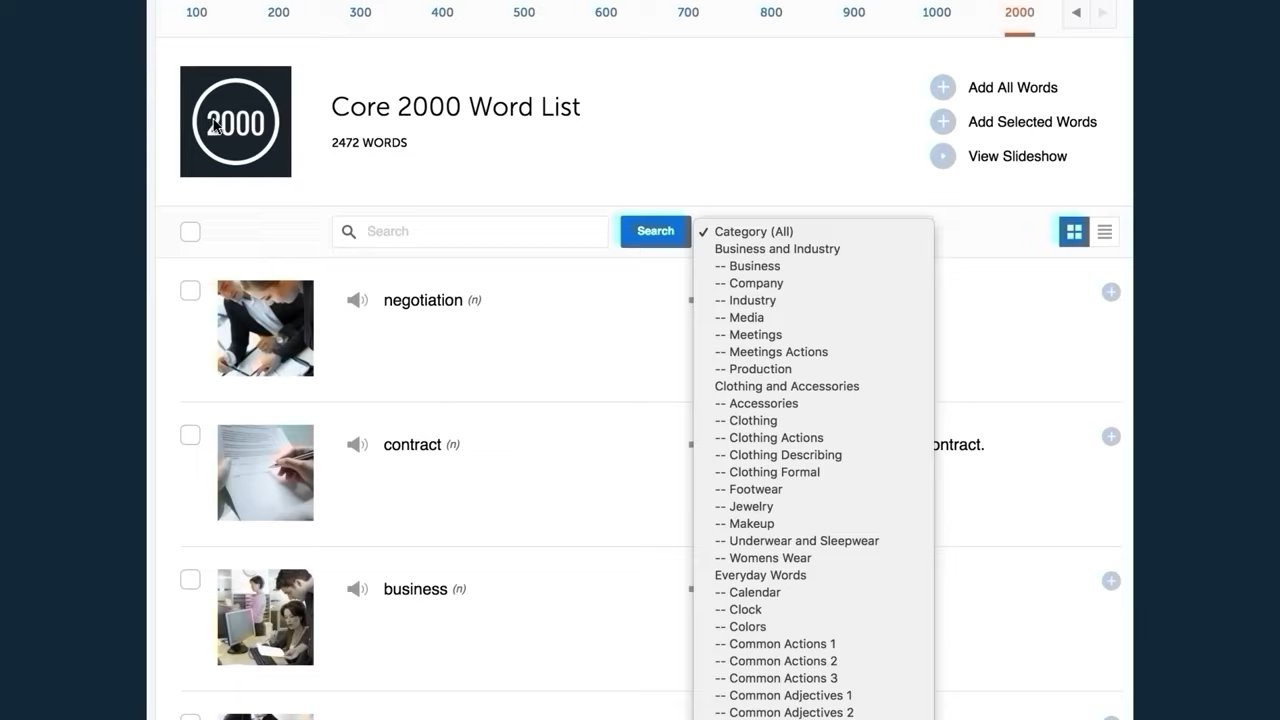 100 200 300 400 500 600 700 800 900 1000 2000
2000
Core 2000 Word List
2472 WORDS
Add All Words
Add Selected Words
View Slideshow
Search Search
✓ Category (All)
Business and Industry
-- Business
-- Company
-- Industry
-- Media
-- Meetings
-- Meetings Actions
-- Production
Clothing and Accessories
-- Accessories
-- Clothing
-- Clothing Actions
-- Clothing Describing
-- Clothing Formal
-- Footwear
-- Jewelry
-- Makeup
-- Underwear and Sleepwear
-- Womens Wear
Everyday Words
-- Calendar
-- Clock
-- Colors
-- Common Actions 1
-- Common Actions 2
-- Common Actions 3
-- Common Adjectives 1
-- Common Adjectives 2
negotiation (n)
contract (n)
ontract.
business (n)